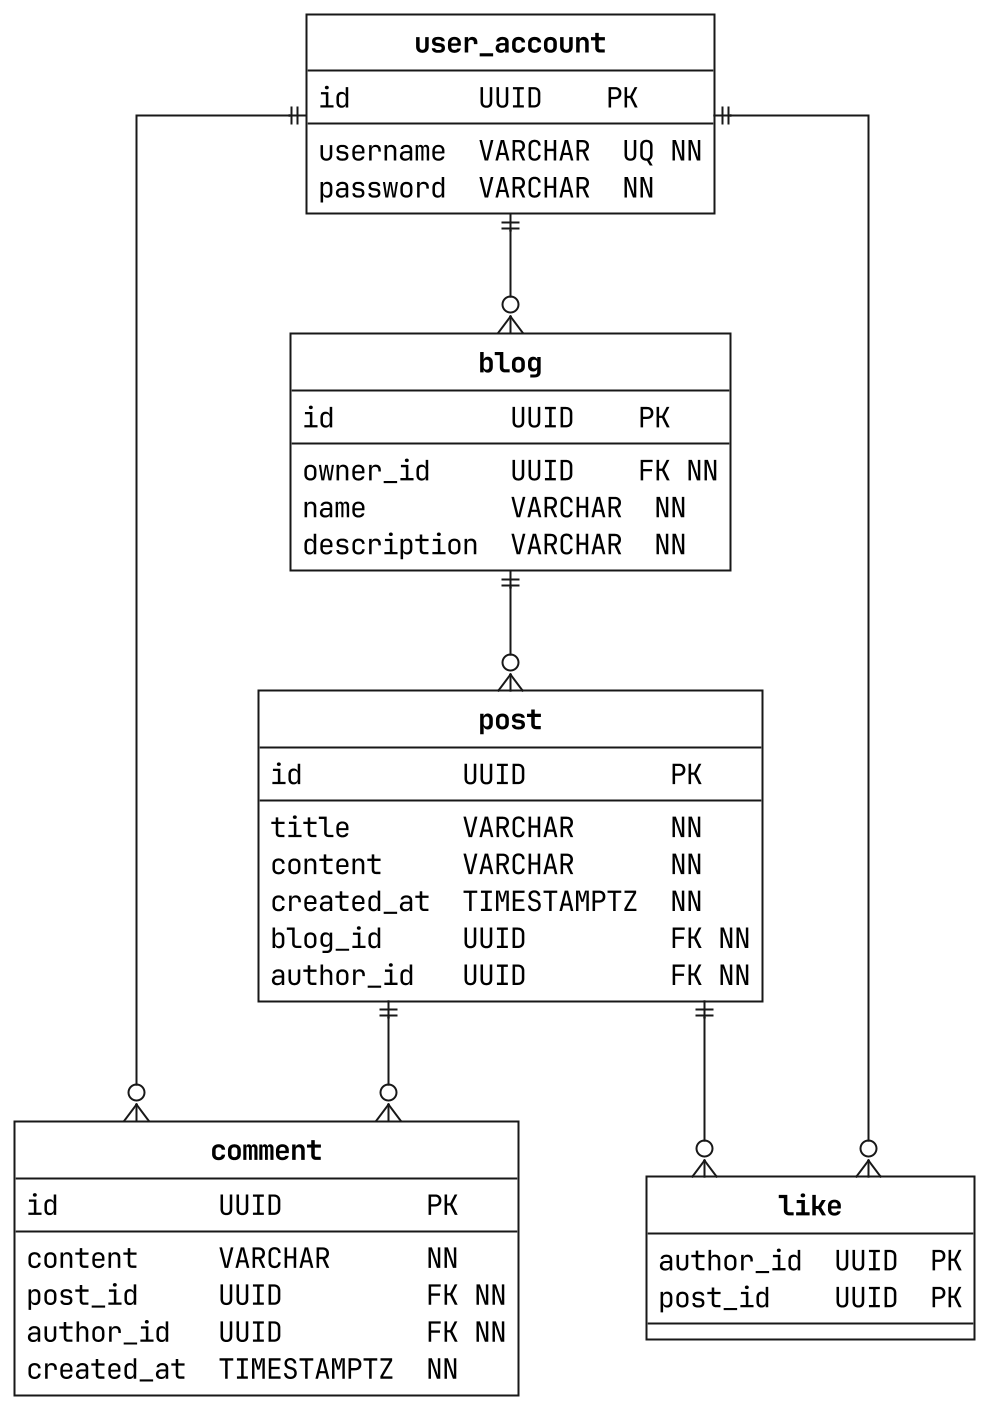 user_account
id UUID PK
username VARCHAR UQ NN
password VARCHAR NN
blog
id UUID PK
owner_id UUID FK NN
name VARCHAR NN
description VARCHAR NN
post
id UUID PK
title VARCHAR NN
content VARCHAR NN
created_at TIMESTAMPTZ NN
blog_id UUID FK NN
author_id UUID FK NN
comment
id UUID PK
content VARCHAR NN
post_id UUID FK NN
author_id UUID FK NN
created_at TIMESTAMPTZ NN
like
author_id UUID PK
post_id UUID PK